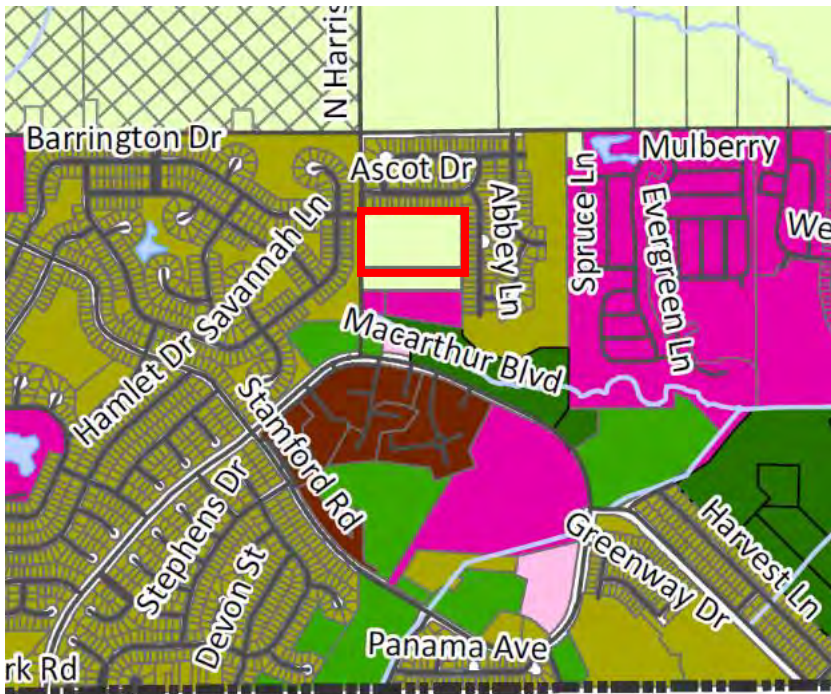 N Harris
Barrington Dr
Ascot Dr
Mulberry
Abbey Ln
Spruce Ln
Evergreen Ln
We
Savannah Ln
Hamlet Dr
Macarthur Blvd
Stamford Rd
Stephens Dr
Devon St
Greenway Dr
Harvest Ln
Panama Ave
rk Rd